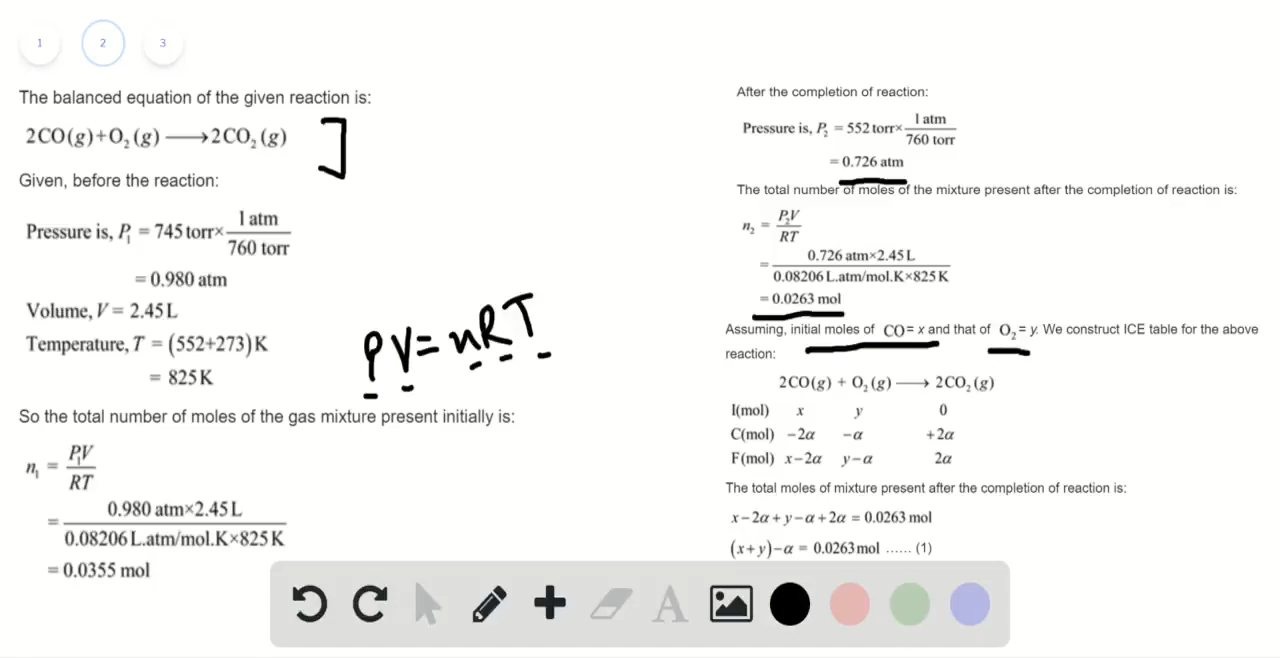 1 2 3
The balanced equation of the given reaction is:
2CO(g)+O₂(g) ⟶ 2CO₂(g)
Given, before the reaction:
Pressure is, P₁ = 745 torr× 1 atm / 760 torr
= 0.980 atm
Volume, V = 2.45 L
Temperature, T = (552+273) K
= 825 K
PV=nRT
So the total number of moles of the gas mixture present initially is:
n₁ = P₁V / RT
= 0.980 atm×2.45 L / 0.08206 L.atm/mol.K×825 K
= 0.0355 mol
After the completion of reaction:
Pressure is, P₂ = 552 torr× 1 atm / 760 torr
= 0.726 atm
The total number of moles of the mixture present after the completion of reaction is:
n₂ = P₂V / RT
= 0.726 atm×2.45 L / 0.08206 L.atm/mol.K×825 K
= 0.0263 mol
Assuming, initial moles of CO= x and that of O₂= y. We construct ICE table for the above
reaction:
2CO(g) + O₂(g) ⟶ 2CO₂(g)
I(mol) x y 0
C(mol) −2α −α +2α
F(mol) x−2α y−α 2α
The total moles of mixture present after the completion of reaction is:
x−2α+y−α+2α = 0.0263 mol
(x+y)−α = 0.0263 mol ...... (1)
A